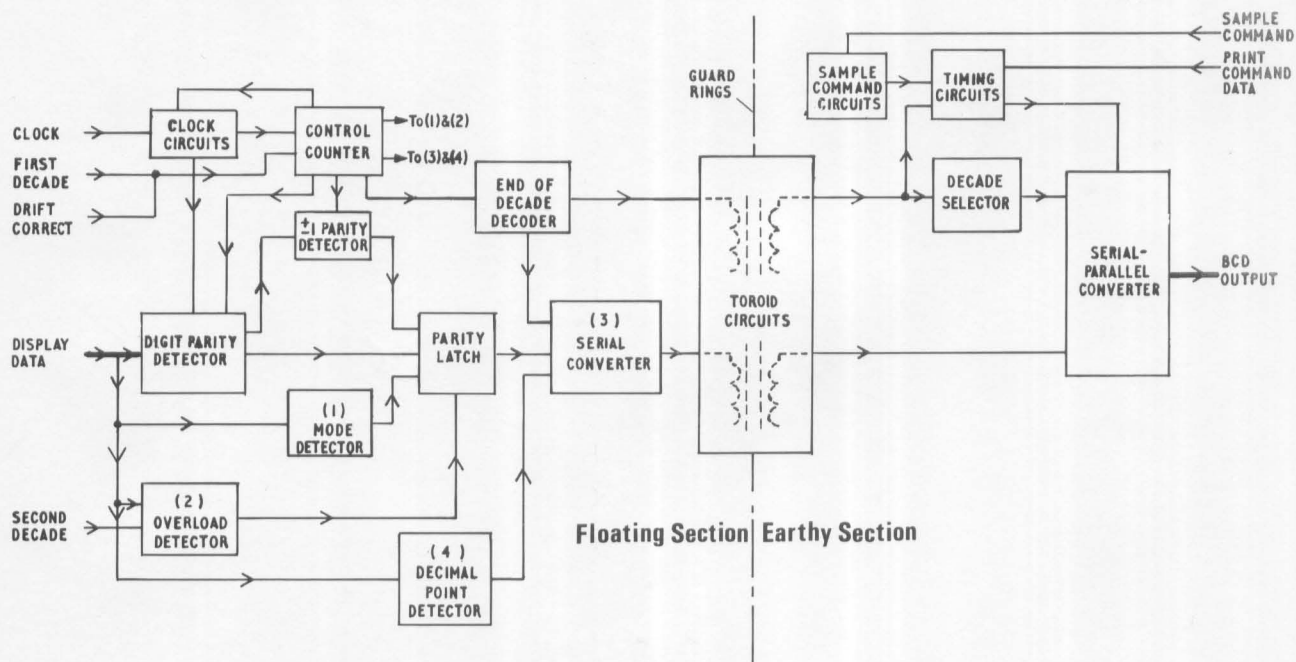 SAMPLE
COMMAND
PRINT
COMMAND
DATA
GUARD
RINGS
SAMPLE
COMMAND
CIRCUITS
TIMING
CIRCUITS
CLOCK
CLOCK
CIRCUITS
CONTROL
COUNTER
To(1)&(2)
To(3)&(4)
FIRST
DECADE
DRIFT
CORRECT
END OF
DECADE
DECODER
DECADE
SELECTOR
±1 PARITY
DETECTOR
SERIAL-
PARALLEL
CONVERTER
BCD
OUTPUT
TOROID
CIRCUITS
DISPLAY
DATA
DIGIT PARITY
DETECTOR
PARITY
LATCH
(3)
SERIAL
CONVERTER
(1)
MODE
DETECTOR
SECOND
DECADE
(2)
OVERLOAD
DETECTOR
(4)
DECIMAL
POINT
DETECTOR
Floating Section Earthy Section